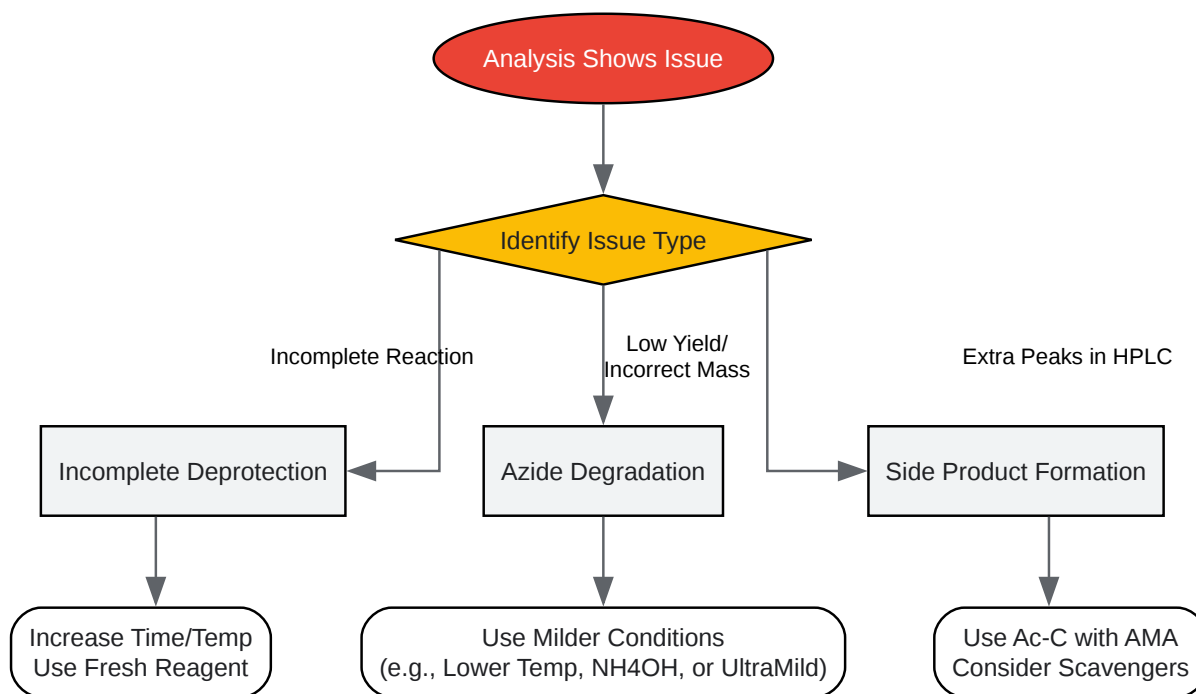 Analysis Shows Issue
Identify Issue Type
Incomplete Reaction
Low Yield/
Incorrect Mass
Extra Peaks in HPLC
Incomplete Deprotection
Azide Degradation
Side Product Formation
Increase Time/Temp
Use Fresh Reagent
Use Milder Conditions
(e.g., Lower Temp, NH4OH, or UltraMild)
Use Ac-C with AMA
Consider Scavengers